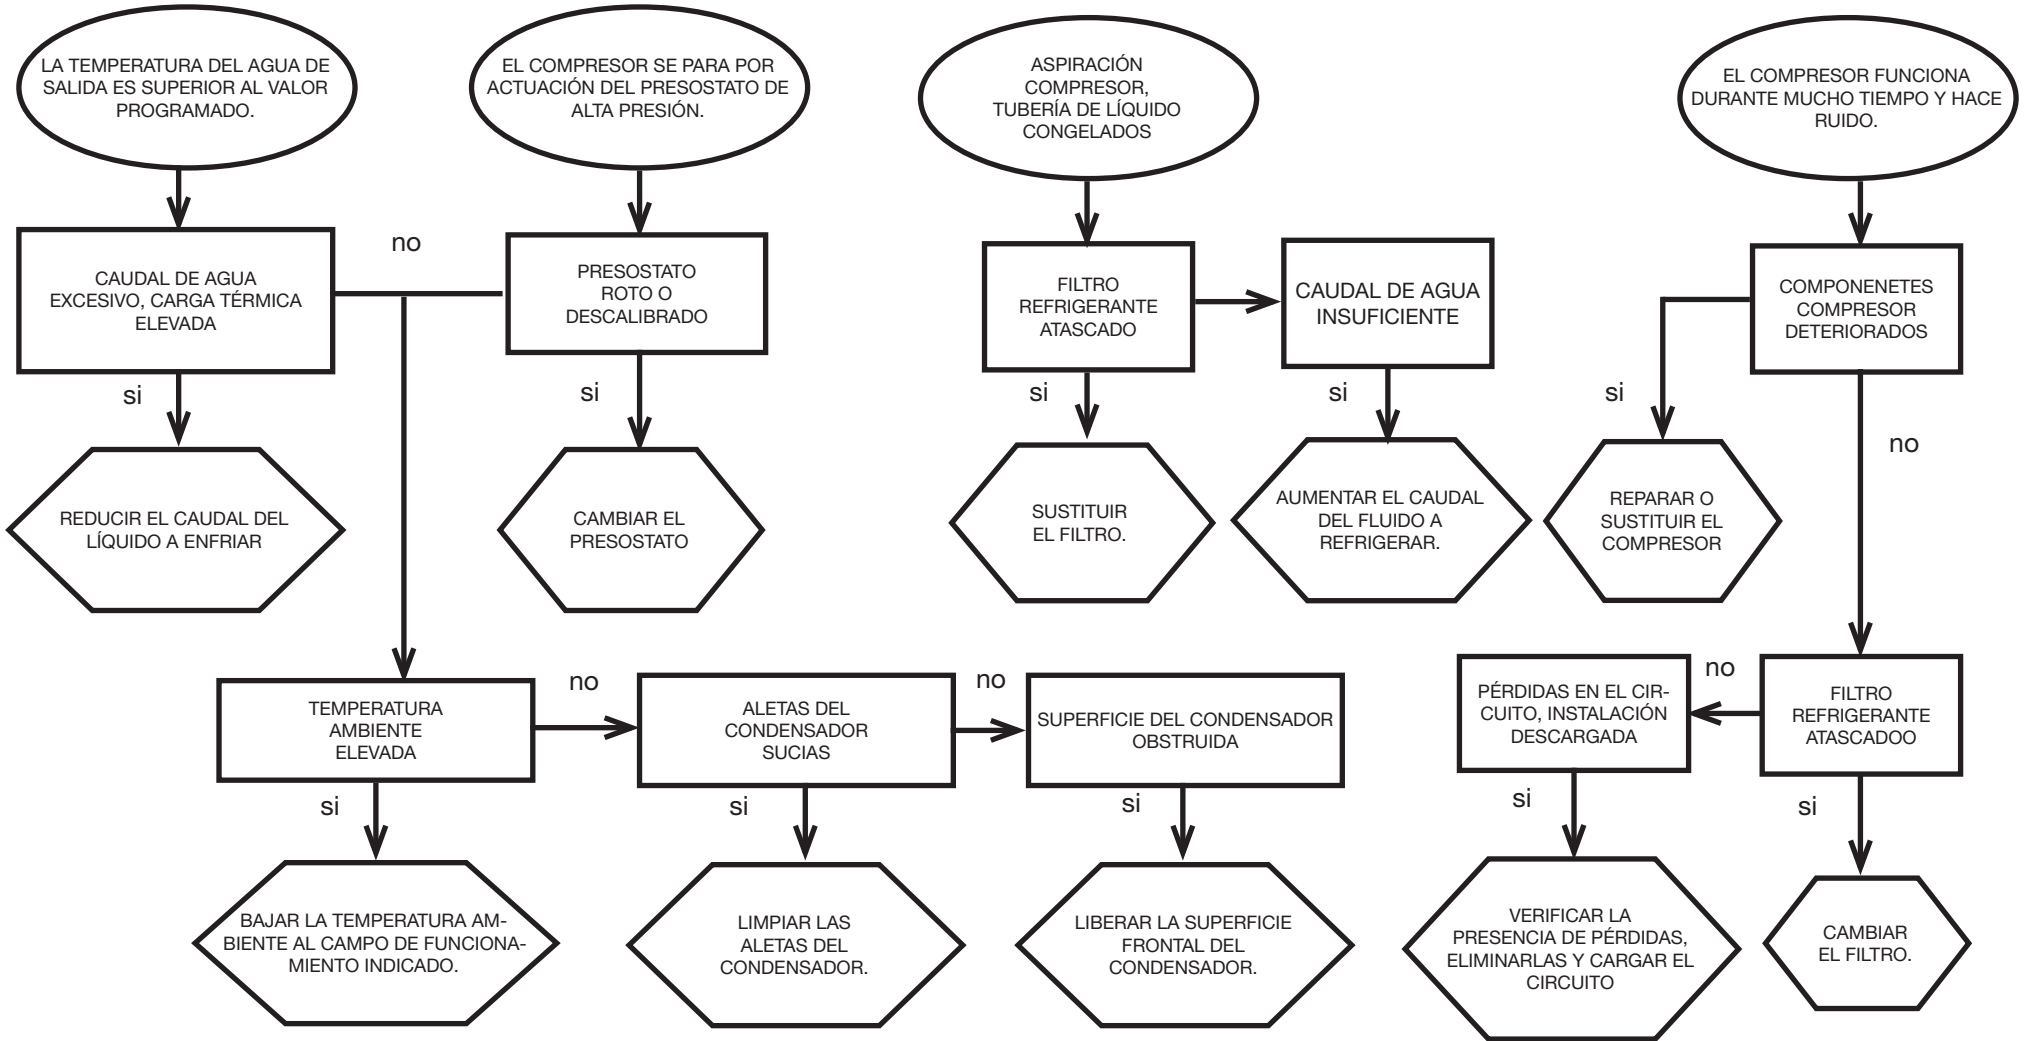 LA TEMPERATURA DEL AGUA DE
SALIDA ES SUPERIOR AL VALOR
PROGRAMADO.
EL COMPRESOR SE PARA POR
ACTUACIÓN DEL PRESOSTATO DE
ALTA PRESIÓN.
ASPIRACIÓN
COMPRESOR,
TUBERÍA DE LÍQUIDO
CONGELADOS
EL COMPRESOR FUNCIONA
DURANTE MUCHO TIEMPO Y HACE
RUIDO.
CAUDAL DE AGUA
EXCESIVO, CARGA TÉRMICA
ELEVADA
no
PRESOSTATO
ROTO O
DESCALIBRADO
FILTRO
REFRIGERANTE
ATASCADO
CAUDAL DE AGUA
INSUFICIENTE
COMPONENETES
COMPRESOR
DETERIORADOS
si
si
si
si
si
no
REDUCIR EL CAUDAL DEL
LÍQUIDO A ENFRIAR
CAMBIAR EL
PRESOSTATO
SUSTITUIR
EL FILTRO.
AUMENTAR EL CAUDAL
DEL FLUIDO A
REFRIGERAR.
REPARAR O
SUSTITUIR EL
COMPRESOR
TEMPERATURA
AMBIENTE
ELEVADA
no
ALETAS DEL
CONDENSADOR
SUCIAS
no
SUPERFICIE DEL CONDENSADOR
OBSTRUIDA
PÉRDIDAS EN EL CIR-
CUITO, INSTALACIÓN
DESCARGADA
no
FILTRO
REFRIGERANTE
ATASCADOO
si
si
si
si
si
BAJAR LA TEMPERATURA AM-
BIENTE AL CAMPO DE FUNCIONA-
MIENTO INDICADO.
LIMPIAR LAS
ALETAS DEL
CONDENSADOR.
LIBERAR LA SUPERFICIE
FRONTAL DEL
CONDENSADOR.
VERIFICAR LA
PRESENCIA DE PÉRDIDAS,
ELIMINARLAS Y CARGAR EL
CIRCUITO
CAMBIAR
EL FILTRO.